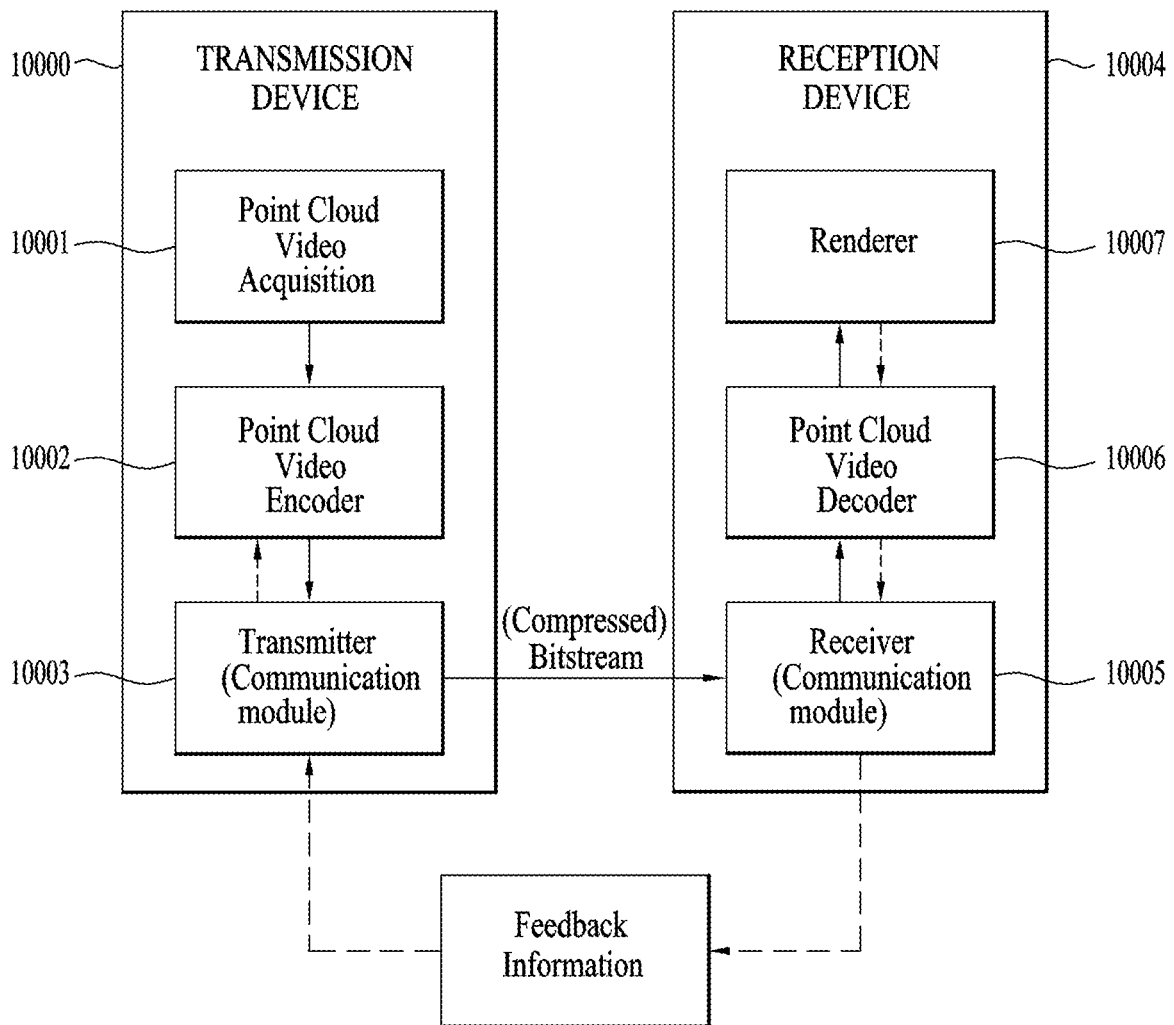 10000
TRANSMISSION
DEVICE
10001
Point Cloud
Video
Acquisition
10002
Point Cloud
Video
Encoder
10003
Transmitter
(Communication
module)
(Compressed)
Bitstream
RECEPTION
DEVICE
10004
Renderer
10007
Point Cloud
Video
Decoder
10006
Receiver
(Communication
module)
10005
Feedback
Information